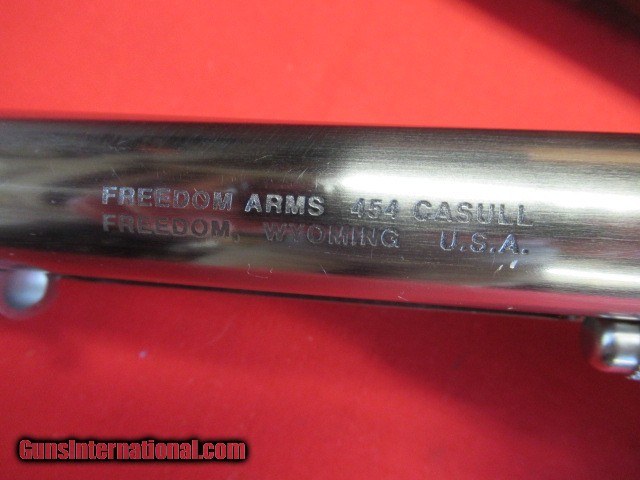 FREEDOM ARMS 454 CASULL
FREEDOM, WYOMING U.S.A.
GunsInternational.com